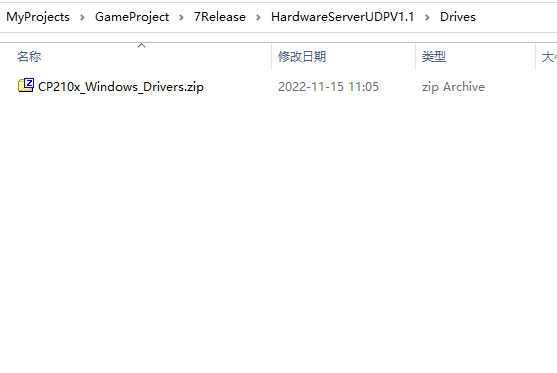 MyProjects > GameProject > 7Release > HardwareServerUDPV1.1 > Drives
名称 修改日期 类型 大
CP210x_Windows_Drivers.zip 2022-11-15 11:05 zip Archive